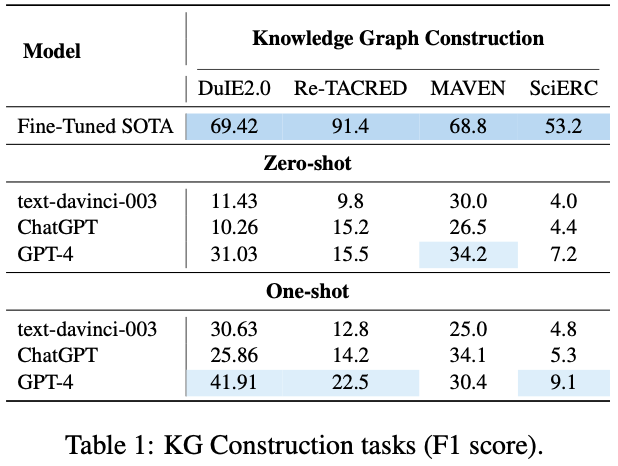 Model Knowledge Graph Construction
DuIE2.0 Re-TACRED MAVEN SciERC
Fine-Tuned SOTA 69.42 91.4 68.8 53.2
Zero-shot
text-davinci-003 11.43 9.8 30.0 4.0
ChatGPT 10.26 15.2 26.5 4.4
GPT-4 31.03 15.5 34.2 7.2
One-shot
text-davinci-003 30.63 12.8 25.0 4.8
ChatGPT 25.86 14.2 34.1 5.3
GPT-4 41.91 22.5 30.4 9.1
Table 1: KG Construction tasks (F1 score).